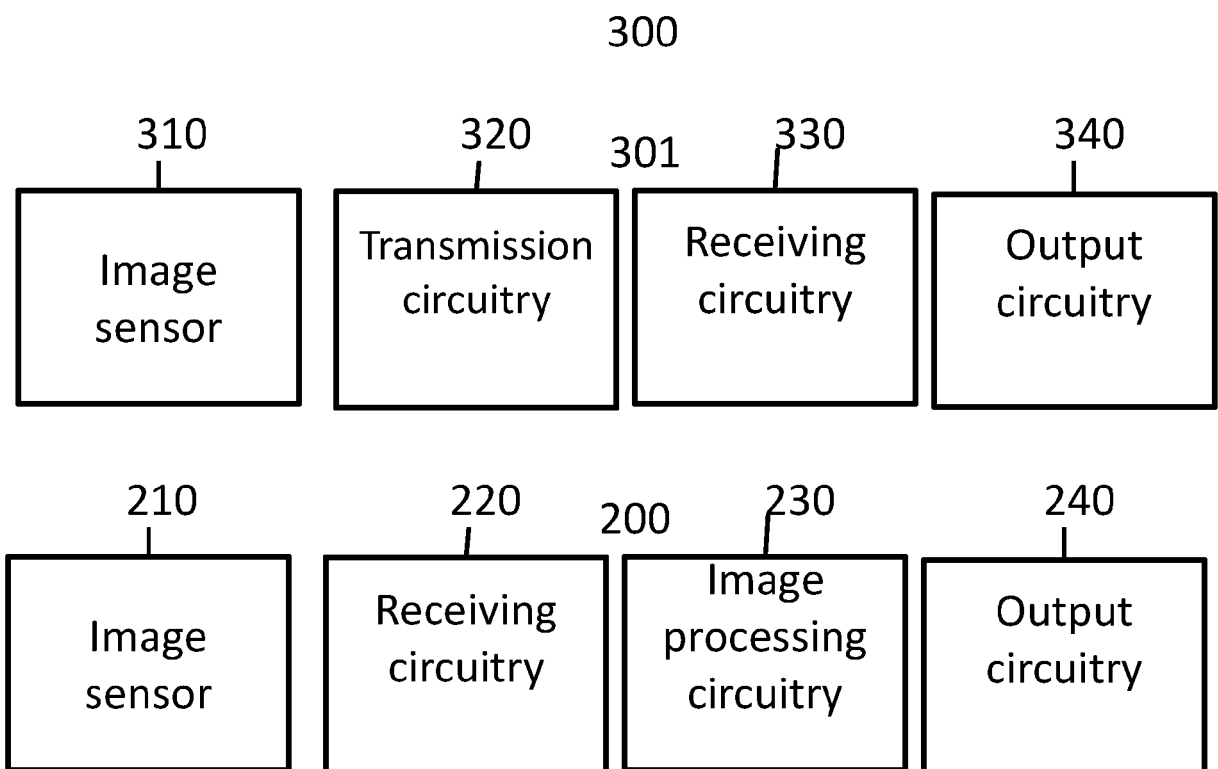 300
310
320
301
330
340
Image
sensor
Transmission
circuitry
Receiving
circuitry
Output
circuitry
210
220
200
230
240
Image
sensor
Receiving
circuitry
Image
processing
circuitry
Output
circuitry